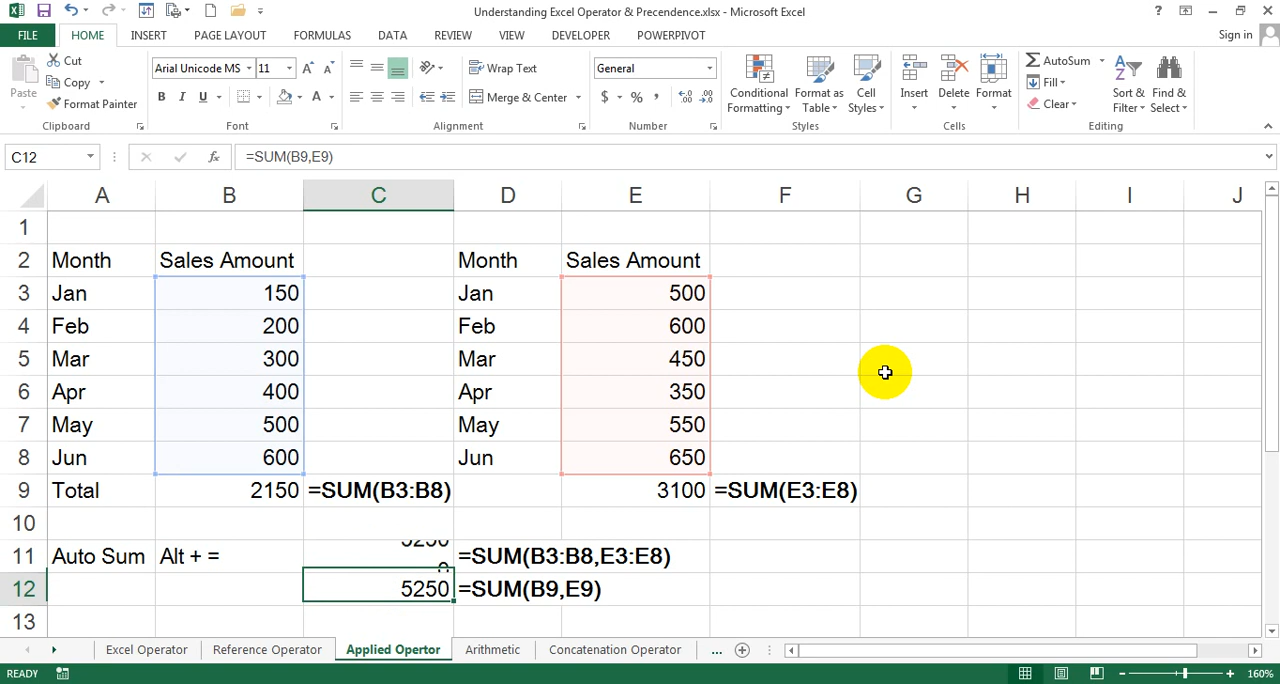 Understanding Excel Operator & Precendence.xlsx - Microsoft Excel
Sign in
FILE HOME INSERT PAGE LAYOUT FORMULAS DATA REVIEW VIEW DEVELOPER POWERPIVOT
Paste
Cut
Copy
Format Painter
Clipboard
Arial Unicode MS 11
B I U
Font
Wrap Text
Merge & Center
Alignment
General
$ % ,
Number
Conditional Formatting
Format as Table
Cell Styles
Styles
Insert Delete Format
Cells
AutoSum
Fill
Clear
Sort & Filter
Find & Select
Editing
C12 fx =SUM(B9,E9)
A B C D E F G H I J
1
2 Month Sales Amount Month Sales Amount
3 Jan 150 Jan 500
4 Feb 200 Feb 600
5 Mar 300 Mar 450
6 Apr 400 Apr 350
7 May 500 May 550
8 Jun 600 Jun 650
9 Total 2150 =SUM(B3:B8) 3100 =SUM(E3:E8)
10
11 Auto Sum Alt + = =SUM(B3:B8,E3:E8)
12 5250 =SUM(B9,E9)
13
Excel Operator Reference Operator Applied Opertor Arithmetic Concatenation Operator ...
READY 160%